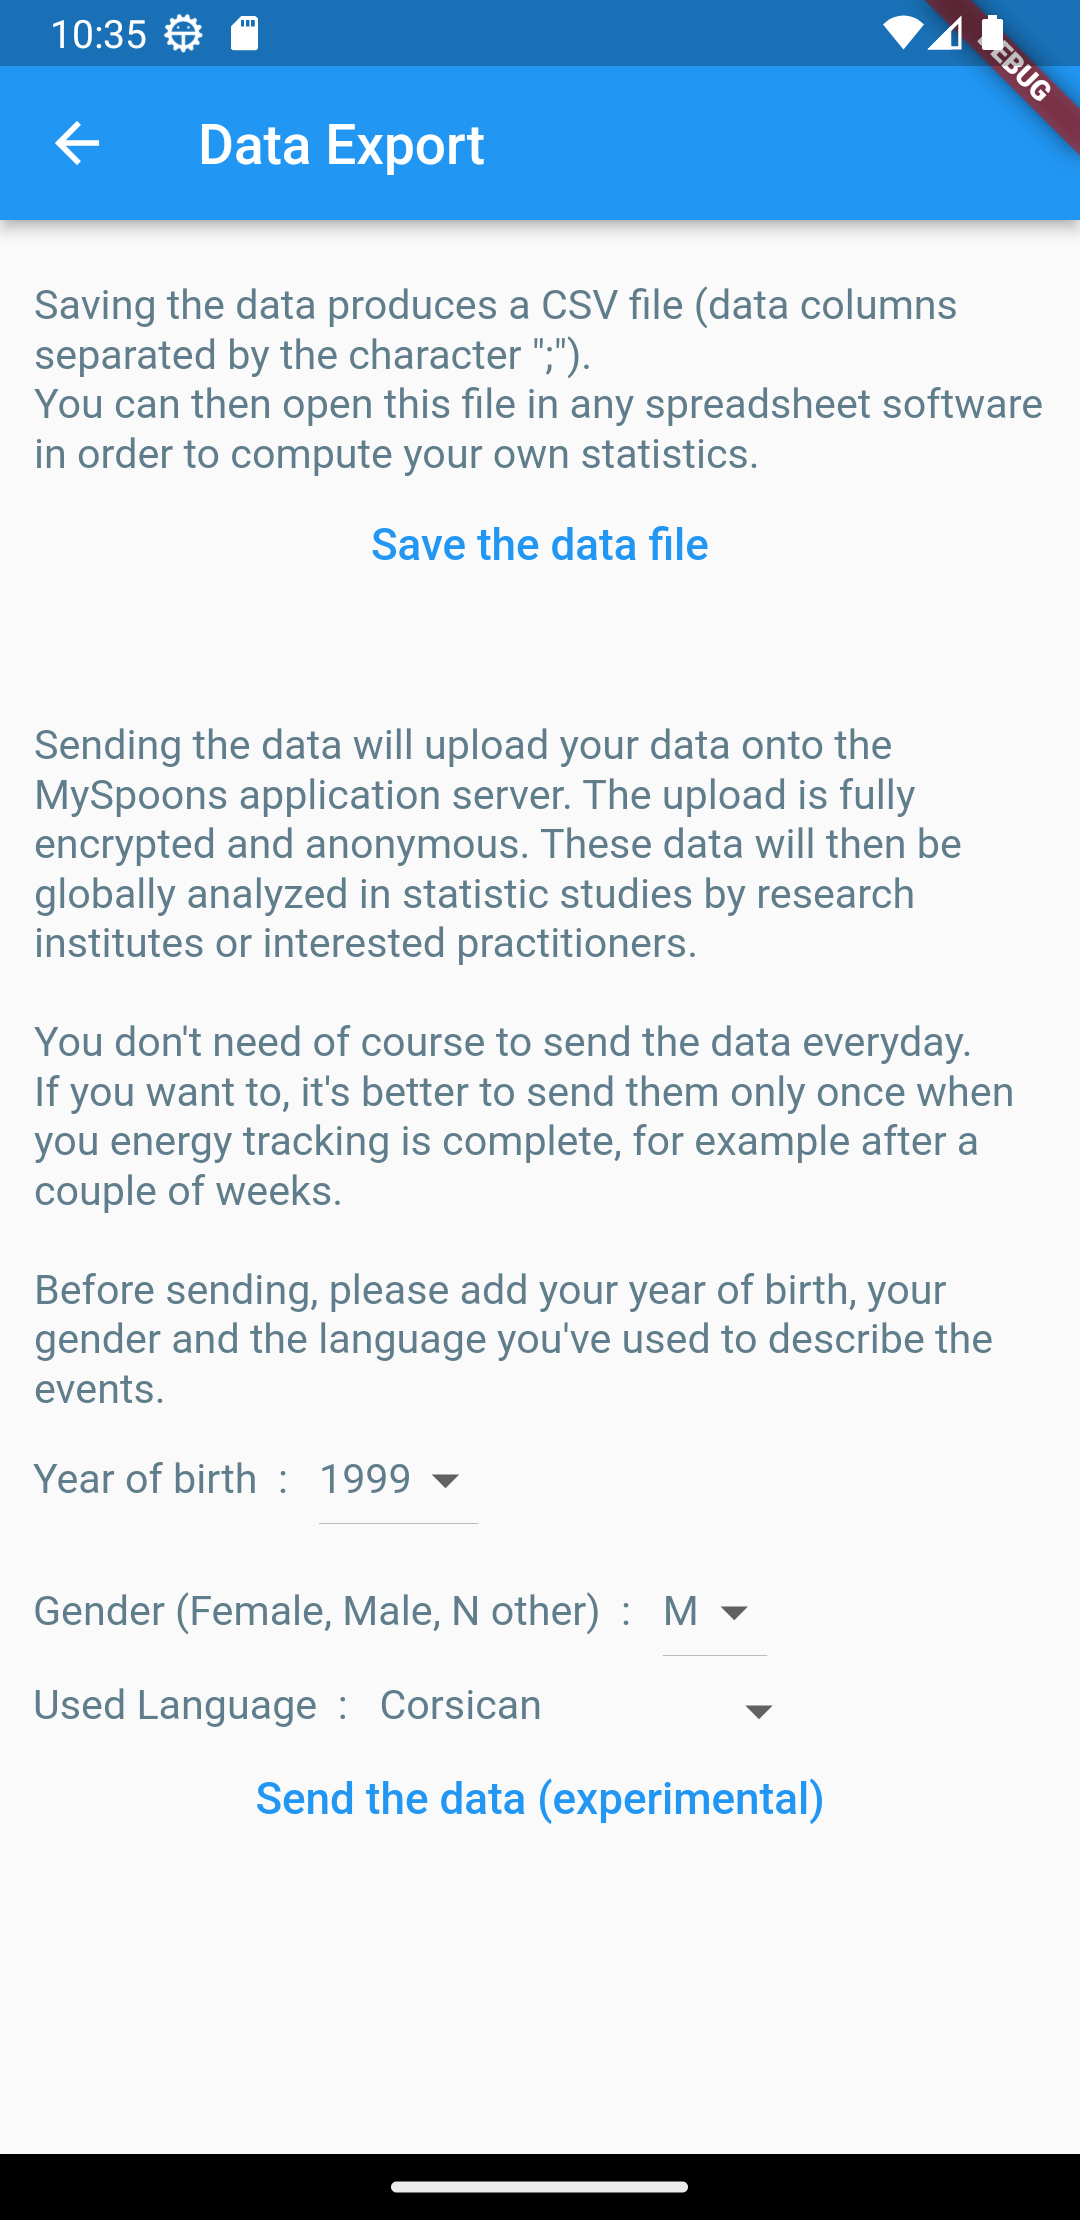 10:35
DEBUG
Data Export
Saving the data produces a CSV file (data columns
separated by the character ";").
You can then open this file in any spreadsheet software
in order to compute your own statistics.
Save the data file
Sending the data will upload your data onto the
MySpoons application server. The upload is fully
encrypted and anonymous. These data will then be
globally analyzed in statistic studies by research
institutes or interested practitioners.
You don't need of course to send the data everyday.
If you want to, it's better to send them only once when
you energy tracking is complete, for example after a
couple of weeks.
Before sending, please add your year of birth, your
gender and the language you've used to describe the
events.
Year of birth : 1999
Gender (Female, Male, N other) : M
Used Language : Corsican
Send the data (experimental)